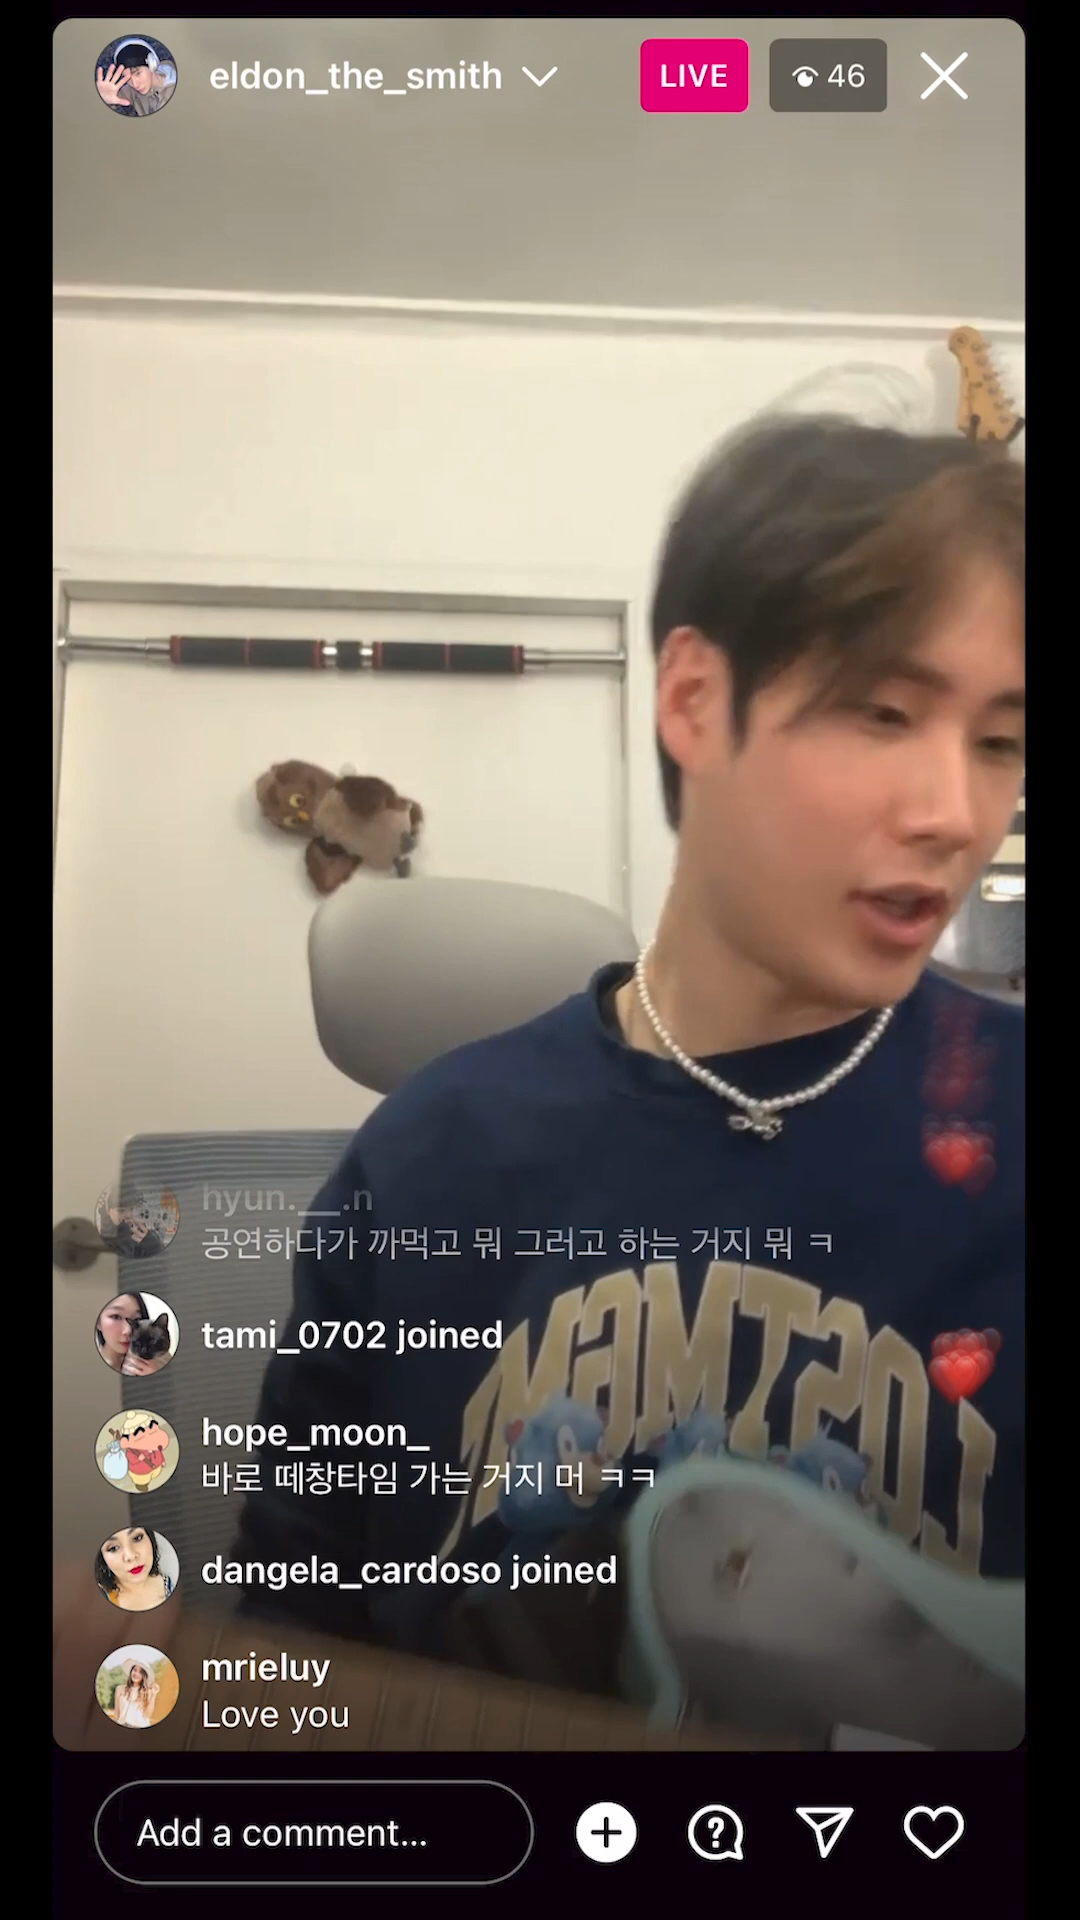 eldon_the_smith
LIVE
46
hyun.__.n
공연하다가 까먹고 뭐 그러고 하는 거지 뭐 ㅋ
tami_0702 joined
hope_moon_
바로 떼창타임 가는 거지 머 ㅋㅋ
LOSTMGMT
dangela_cardoso joined
mrieluy
Love you
Add a comment...